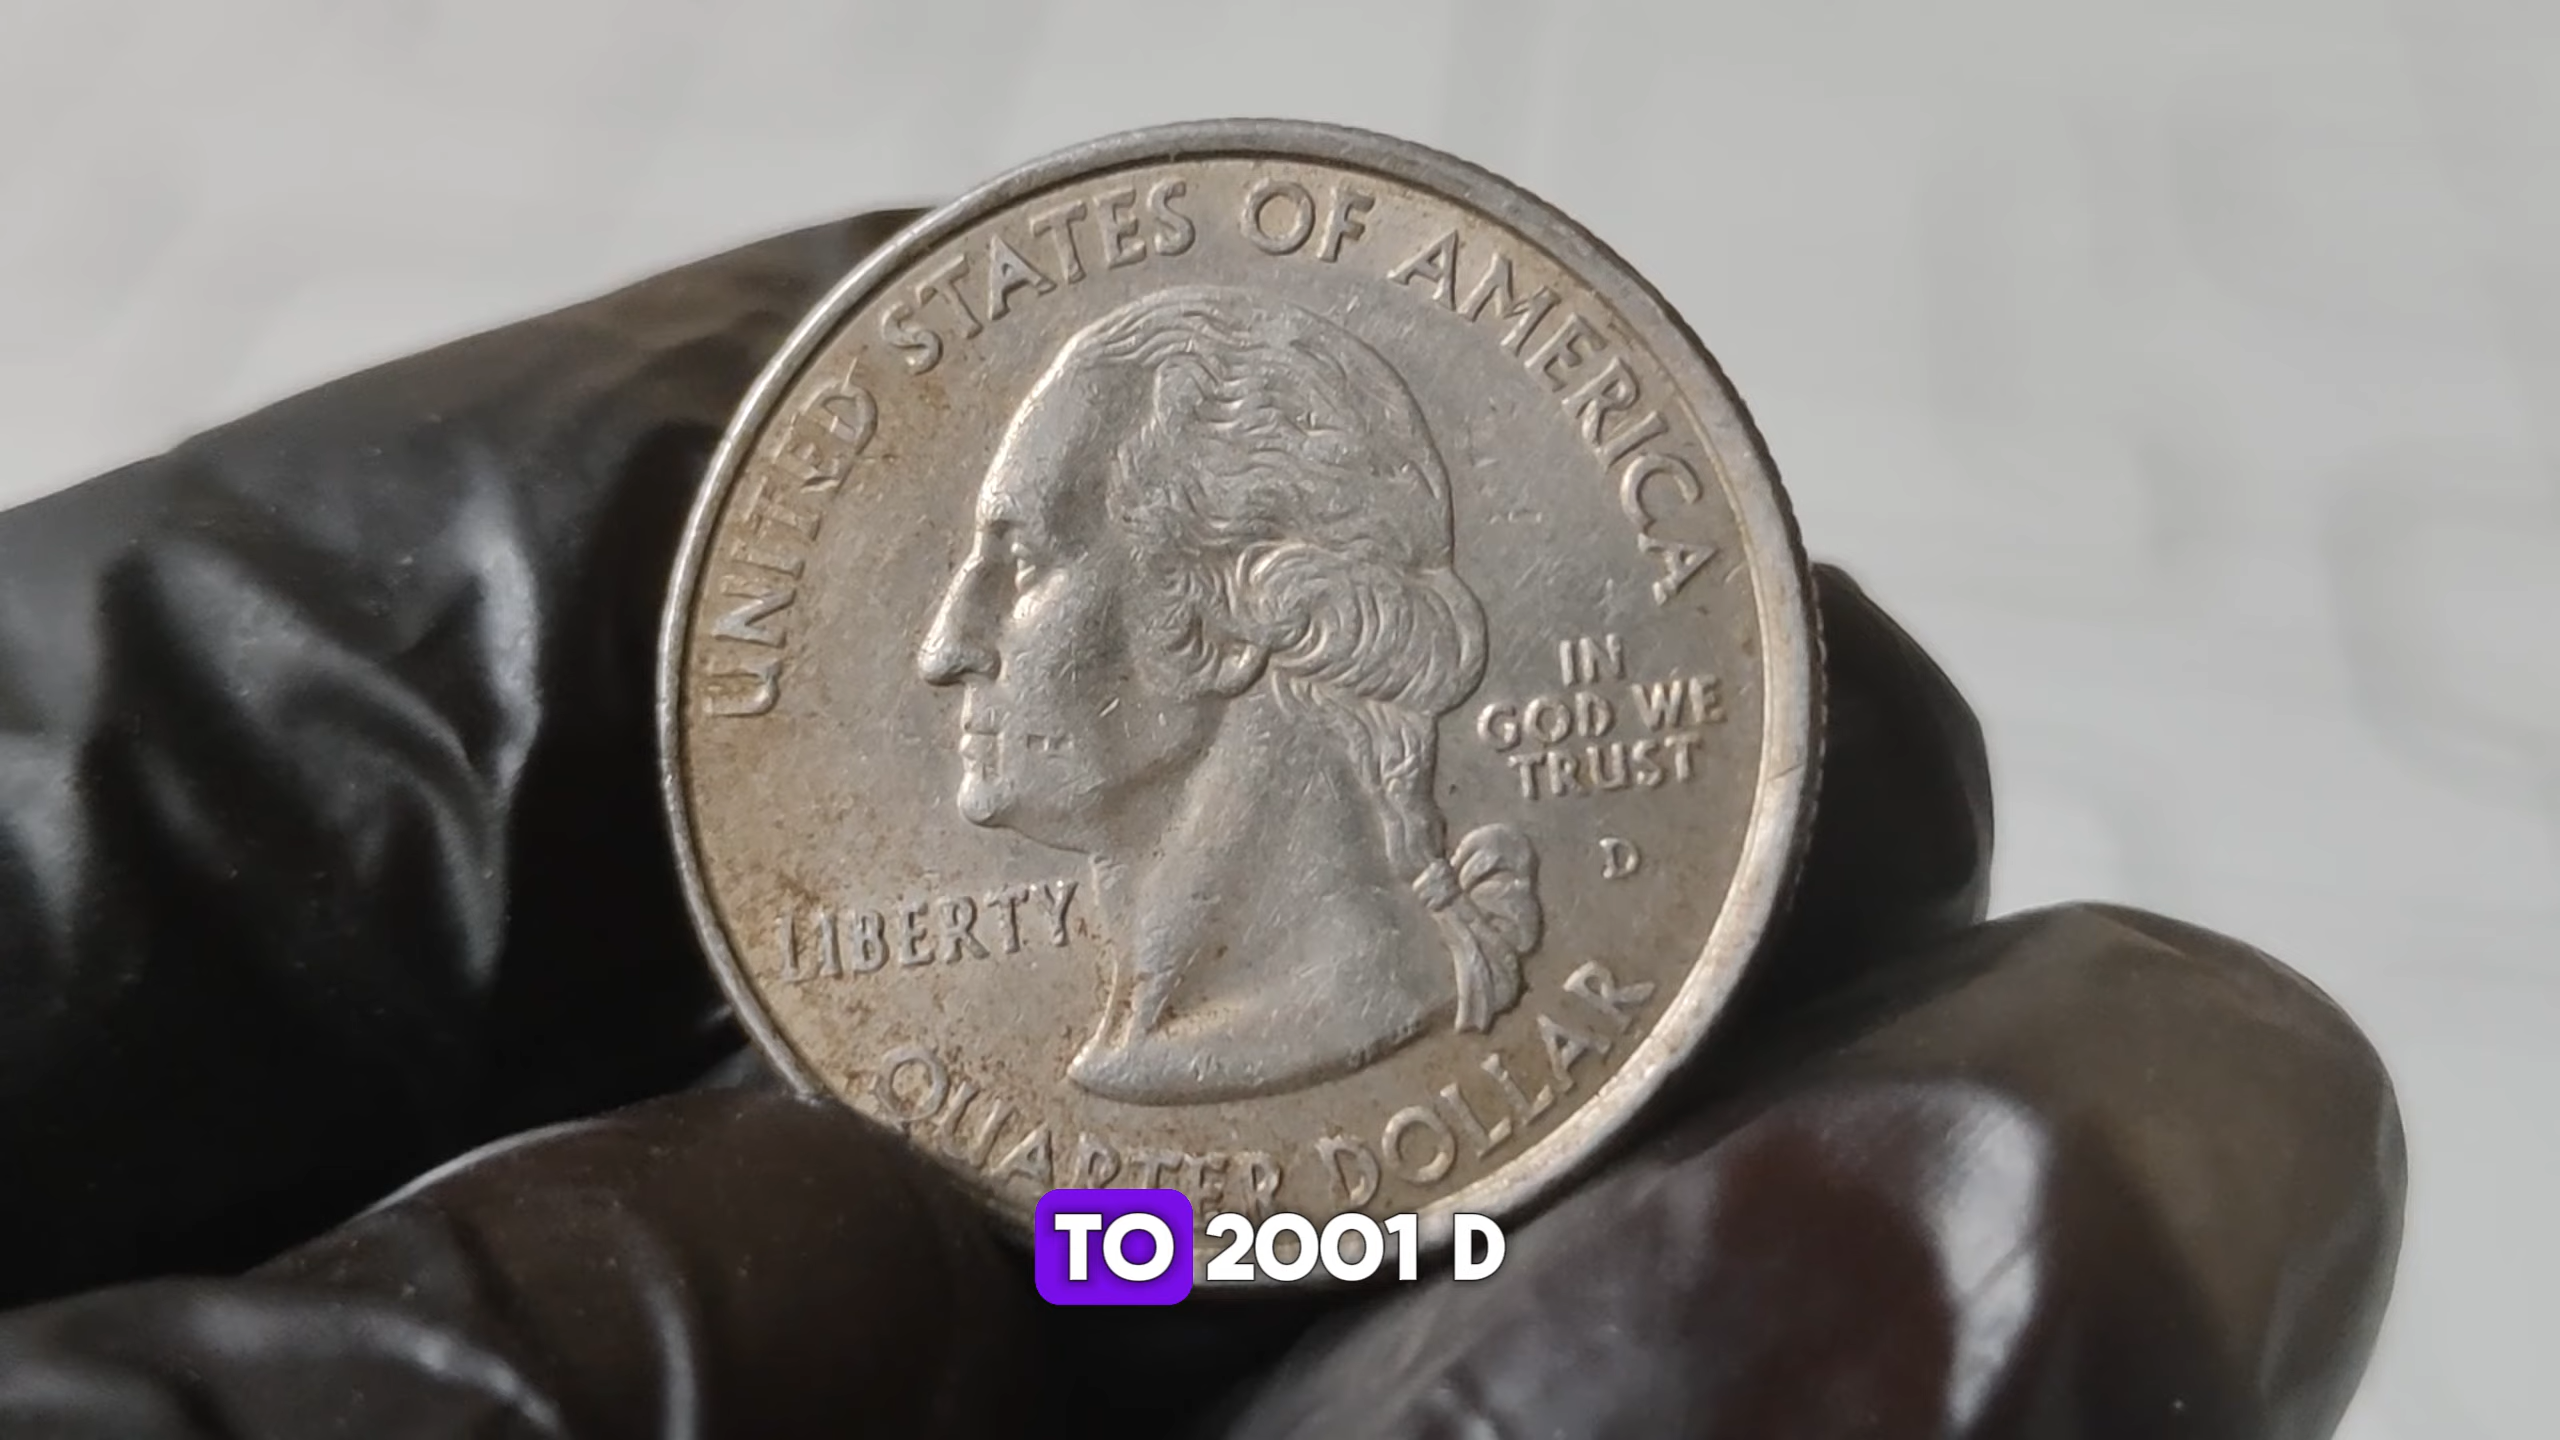 UNITED STATES OF AMERICA
IN
GOD WE
TRUST
D
LIBERTY
QUARTER DOLLAR
TO 2001 D